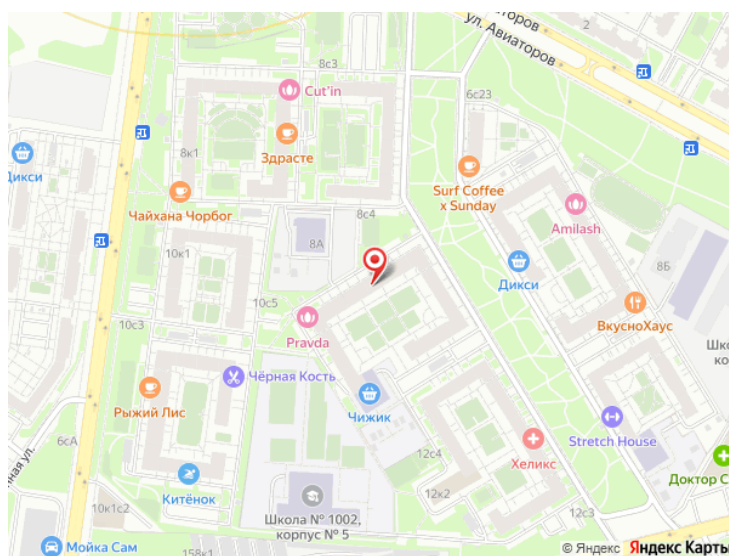 ул. Авиаторов
ул. Авиаторов
2
8с3
Cut'in
6с23
8к1
Здрасте
Дикси
Surf Coffee
x Sunday
Чайхана Чорбог
8с4
Amilash
8А
10к1
8Б
Дикси
10с5
ВкусноХаус
10с3
Pravda
Чёрная Кость
Рыжий Лис
Чижик
Stretch House
6сА
12с4
Хеликс
Доктор С
Китёнок
12к2
10к1с2
Школа № 1002,
корпус № 5
12с3
158к1
Мойка Сам
© Яндекс Яндекс Карты